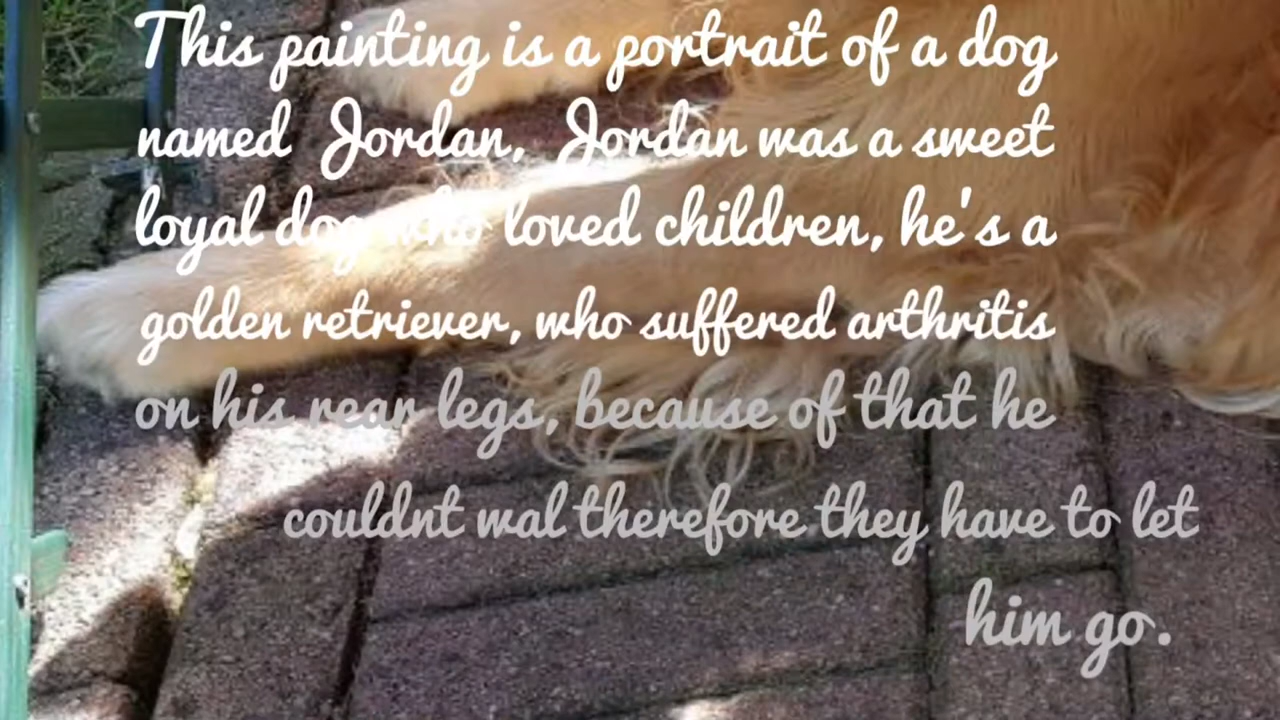 This painting is a portrait of a dog
named Jordan, Jordan was a sweet
loyal dog who loved children, he's a
golden retriever, who suffered arthritis
on his rear legs, because of that he
couldnt wal therefore they have to let
him go.